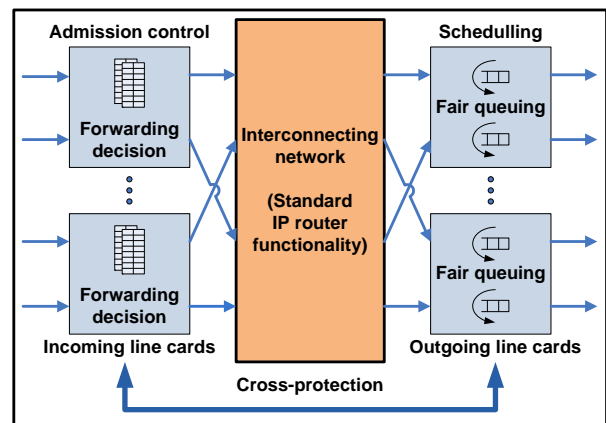 Admission control
Schedulling
Forwarding
decision
Interconnecting
network
(Standard
IP router
functionality)
Fair queuing
Forwarding
decision
Fair queuing
Incoming line cards
Outgoing line cards
Cross-protection